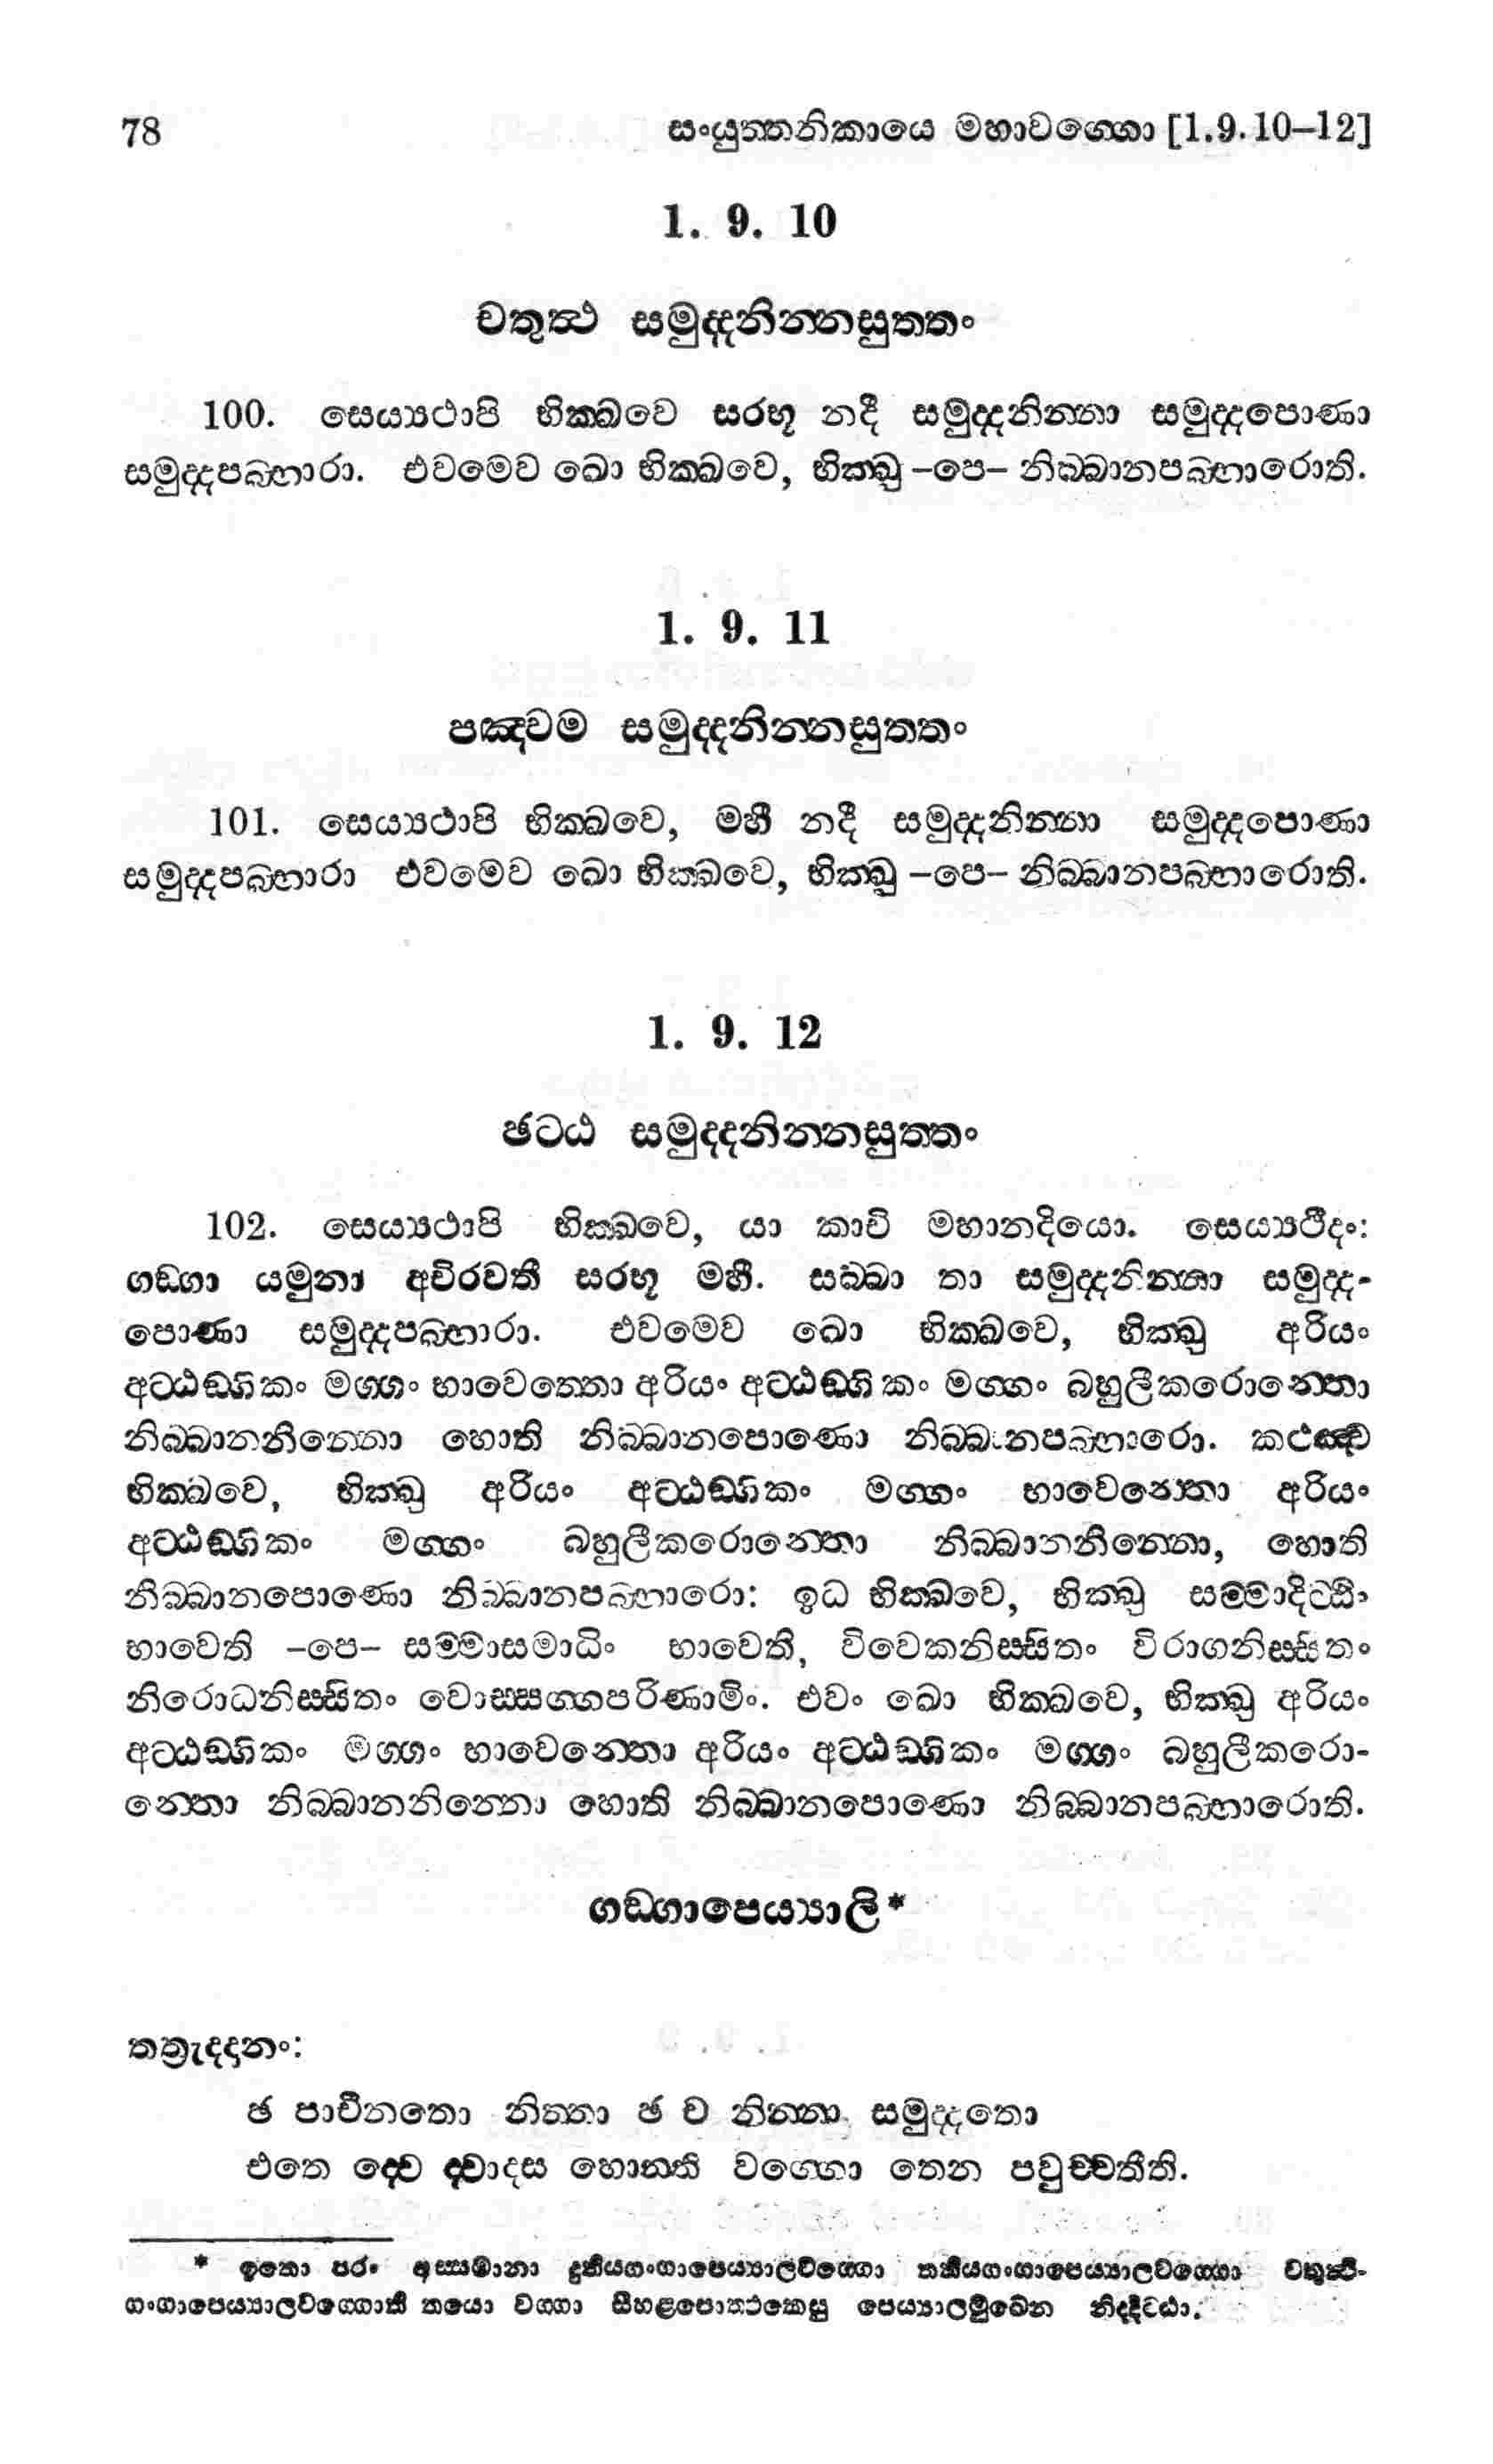 78 සංයුත්තනිකායෙ මහාවග්ගො [1.9.10–12]
1. 9. 10
චතුත්ථ සමුද්දනින්නසුත්තං
100. සෙය්‍යථාපි භික්ඛවෙ සරභූ නදී සමුද්දනින්නා සමුද්දපොණා
සමුද්දපබ්භාරා. එවමෙව ඛො භික්ඛවෙ, භික්ඛු –පෙ– නිබ්බානපබ්භාරොති.
1. 9. 11
පඤ්චම සමුද්දනින්නසුත්තං
101. සෙය්‍යථාපි භික්ඛවෙ, මහී නදී සමුද්දනින්නා සමුද්දපොණා
සමුද්දපබ්භාරා එවමෙව ඛො භික්ඛවෙ, භික්ඛු –පෙ– නිබ්බානපබ්භාරොති.
1. 9. 12
ඡට්ඨ සමුද්දනින්නසුත්තං
102. සෙය්‍යථාපි භික්ඛවෙ, යා කාචි මහානදියො. සෙය්‍යථීදං:
ගඞ්ගා යමුනා අචිරවතී සරභූ මහී. සබ්බා තා සමුද්දනින්නා සමුද්ද-
පොණා සමුද්දපබ්භාරා. එවමෙව ඛො භික්ඛවෙ, භික්ඛු අරියං
අට්ඨඞ්ගිකං මග්ගං භාවෙන්තො අරියං අට්ඨඞ්ගිකං මග්ගං බහුලීකරොන්තො
නිබ්බානනින්නො හොති නිබ්බානපොණො නිබ්බානපබ්භාරො. කථඤ්ච
භික්ඛවෙ, භික්ඛු අරියං අට්ඨඞ්ගිකං මග්ගං භාවෙන්තො අරියං
අට්ඨඞ්ගිකං මග්ගං බහුලීකරොන්තො නිබ්බානනින්නො, හොති
නිබ්බානපොණො නිබ්බානපබ්භාරො: ඉධ භික්ඛවෙ, භික්ඛු සම්මාදිට්ඨිං
භාවෙති –පෙ– සම්මාසමාධිං භාවෙති, විවෙකනිස්සිතං විරාගනිස්සිතං
නිරොධනිස්සිතං වොස්සග්ගපරිණාමිං. එවං ඛො භික්ඛවෙ, භික්ඛු අරියං
අට්ඨඞ්ගිකං මග්ගං භාවෙන්තො අරියං අට්ඨඞ්ගිකං මග්ගං බහුලීකරො-
න්තො නිබ්බානනින්නො හොති නිබ්බානපොණො නිබ්බානපබ්භාරොති.
ගඞ්ගාපෙය්‍යාලි*
තත්‍රැද්දානං:
ඡ පාචීනතො නින්නා ඡ ච නින්නා සමුද්දතො
එතෙ ද්වෙ ද්වාදස හොන්ති වග්ගො තෙන පවුච්චතීති.
* ඉතො පරං අස්සමානා දුතියගංගාපෙය්‍යාලවග්ගො තතියගංගාපෙය්‍යාලවග්ගො චතුත්ථ-
ගංගාපෙය්‍යාලවග්ගොති තයො වග්ගා සීහළපොත්ථකෙසු පෙය්‍යාලමුඛෙන නිද්දිට්ඨා.